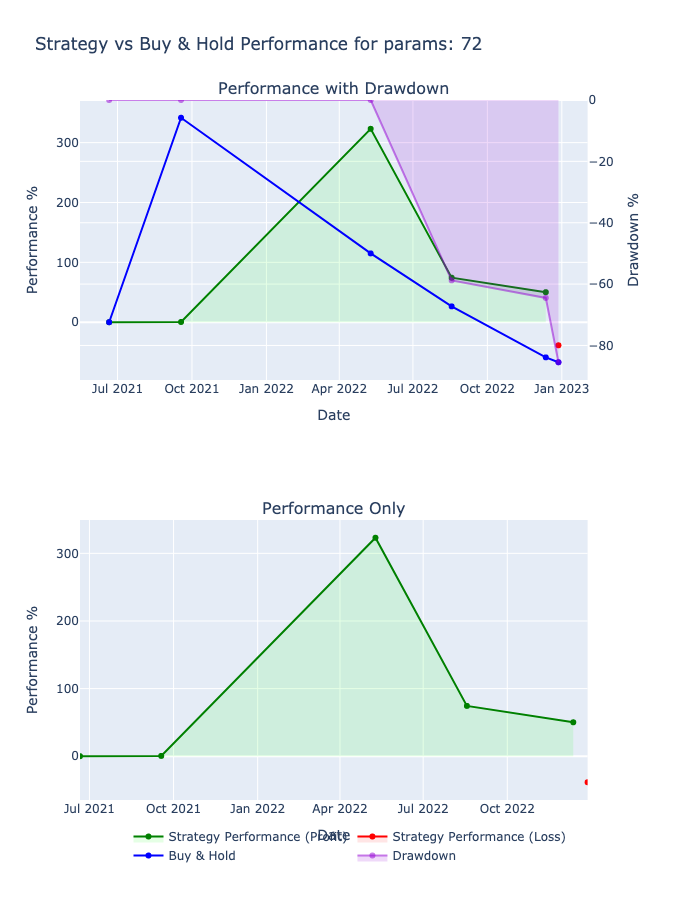 Strategy vs Buy & Hold Performance for params: 72
Performance with Drawdown
300
200
100
0
Performance %
0
−20
−40
−60
−80
Drawdown %
Jul 2021 Oct 2021 Jan 2022 Apr 2022 Jul 2022 Oct 2022 Jan 2023
Date
Performance Only
300
200
100
0
Performance %
Jul 2021 Oct 2021 Jan 2022 Apr 2022 Jul 2022 Oct 2022
Date
Strategy Performance (Profit) Strategy Performance (Loss)
Buy & Hold Drawdown